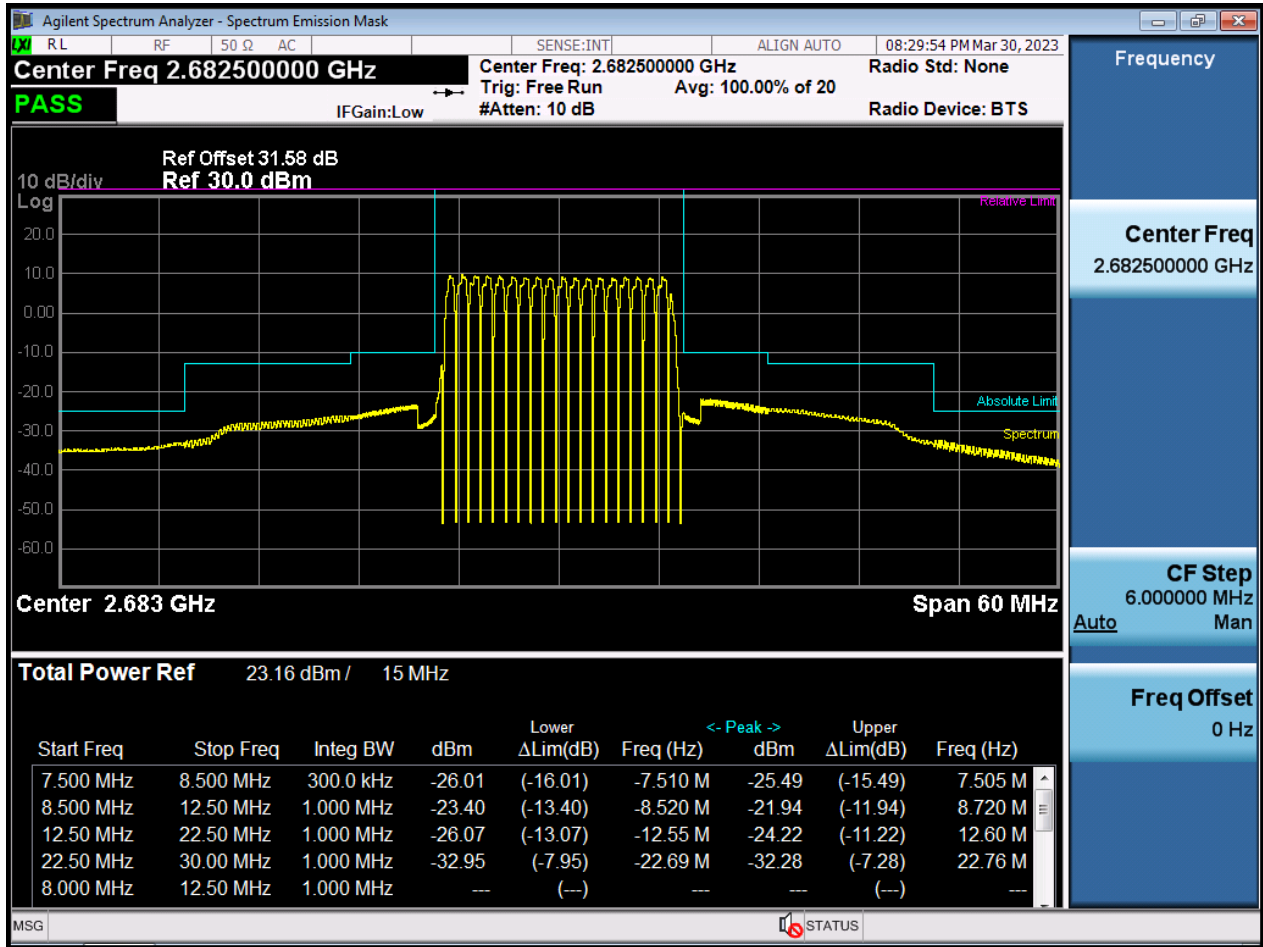 Agilent Spectrum Analyzer - Spectrum Emission Mask
LXI RL RF 50 Ω AC SENSE:INT ALIGN AUTO 08:29:54 PM Mar 30, 2023
Center Freq 2.682500000 GHz
PASS
IFGain:Low
Center Freq: 2.682500000 GHz
Trig: Free Run Avg: 100.00% of 20
#Atten: 10 dB
Radio Std: None
Radio Device: BTS
Ref Offset 31.58 dB
10 dB/div Ref 30.0 dBm
Log
Relative Limit
20.0
10.0
0.00
-10.0
-20.0
Absolute Limit
-30.0
Spectrum
-40.0
-50.0
-60.0
Center 2.683 GHz Span 60 MHz
Total Power Ref 23.16 dBm / 15 MHz
Lower <- Peak -> Upper
Start Freq Stop Freq Integ BW dBm ΔLim(dB) Freq (Hz) dBm ΔLim(dB) Freq (Hz)
7.500 MHz 8.500 MHz 300.0 kHz -26.01 (-16.01) -7.510 M -25.49 (-15.49) 7.505 M
8.500 MHz 12.50 MHz 1.000 MHz -23.40 (-13.40) -8.520 M -21.94 (-11.94) 8.720 M
12.50 MHz 22.50 MHz 1.000 MHz -26.07 (-13.07) -12.55 M -24.22 (-11.22) 12.60 M
22.50 MHz 30.00 MHz 1.000 MHz -32.95 (-7.95) -22.69 M -32.28 (-7.28) 22.76 M
8.000 MHz 12.50 MHz 1.000 MHz --- (---) --- --- (---) ---
MSG STATUS
Frequency
Center Freq
2.682500000 GHz
CF Step
6.000000 MHz
Auto Man
Freq Offset
0 Hz